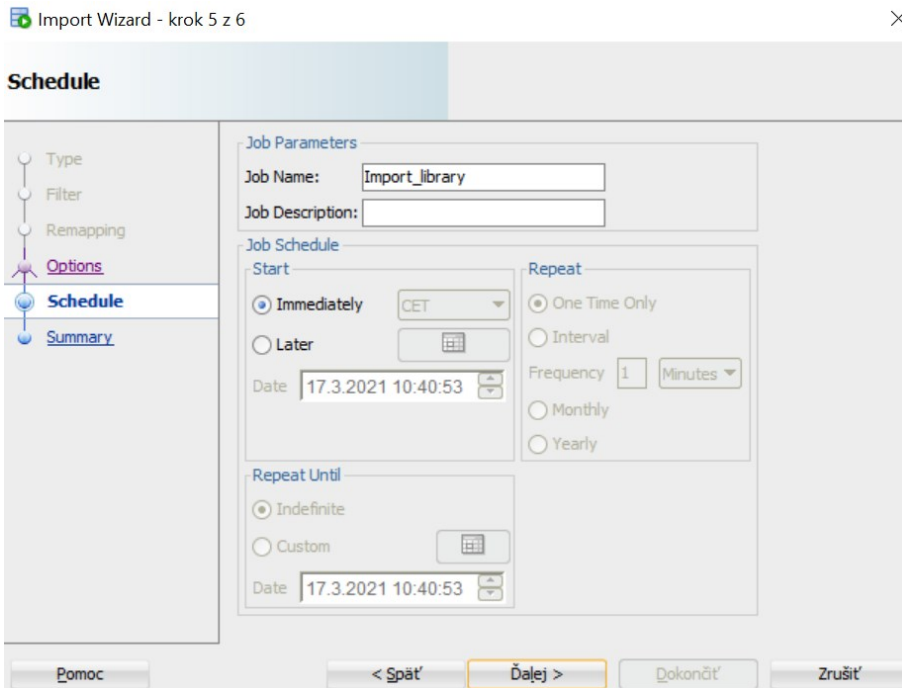 Import Wizard - krok 5 z 6
Schedule
Type
Filter
Remapping
Options
Schedule
Summary
Job Parameters
Job Name: Import_library
Job Description:
Job Schedule
Start
Immediately CET
Later
Date 17.3.2021 10:40:53
Repeat
One Time Only
Interval
Frequency 1 Minutes
Monthly
Yearly
Repeat Until
Indefinite
Custom
Date 17.3.2021 10:40:53
Pomoc < Späť Ďalej > Dokončiť Zrušiť